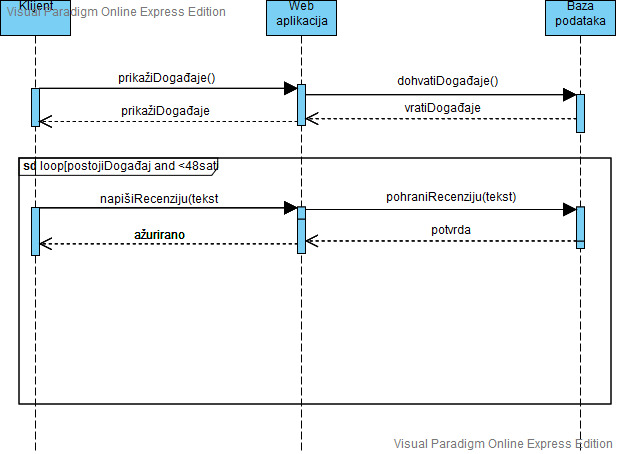 Klijent
Visual Paradigm Online Express Edition
Web
aplikacija
Baza
podataka
prikažiDogađaje()
dohvatiDogađaje()
prikažiDogađaje
vratiDogađaje
sd loop[postojiDogađaj and <48sat
napišiRecenziju(tekst
pohraniRecenziju(tekst)
ažurirano
potvrda
Visual Paradigm Online Express Edition